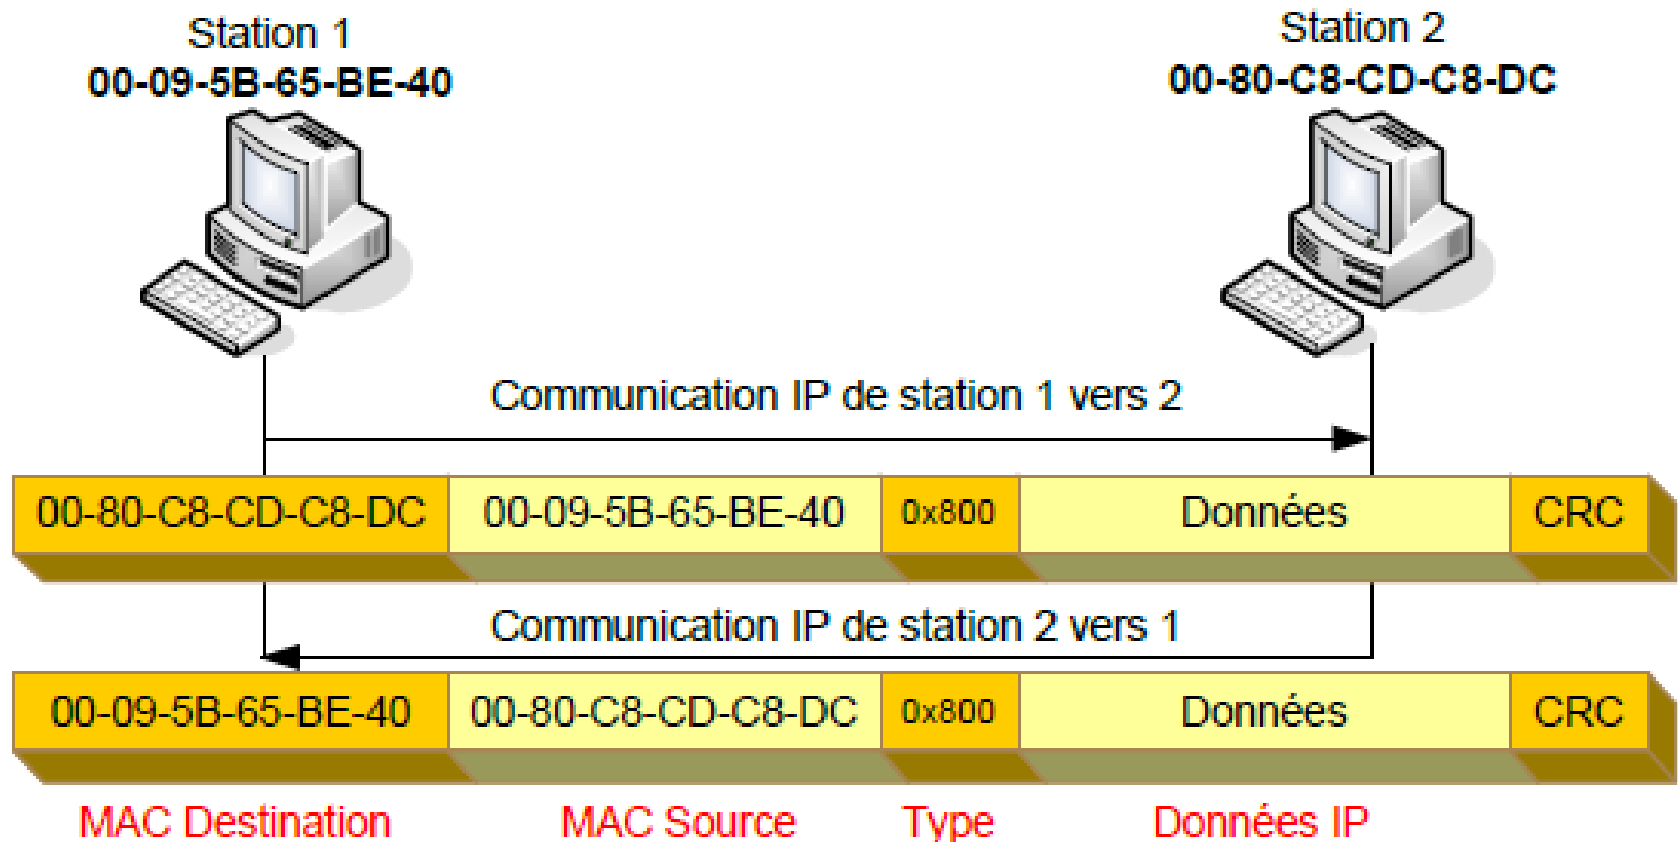 Station 1
00-09-5B-65-BE-40
Station 2
00-80-C8-CD-C8-DC
Communication IP de station 1 vers 2
00-80-C8-CD-C8-DC 00-09-5B-65-BE-40 0x800 Données CRC
Communication IP de station 2 vers 1
00-09-5B-65-BE-40 00-80-C8-CD-C8-DC 0x800 Données CRC
MAC Destination MAC Source Type Données IP